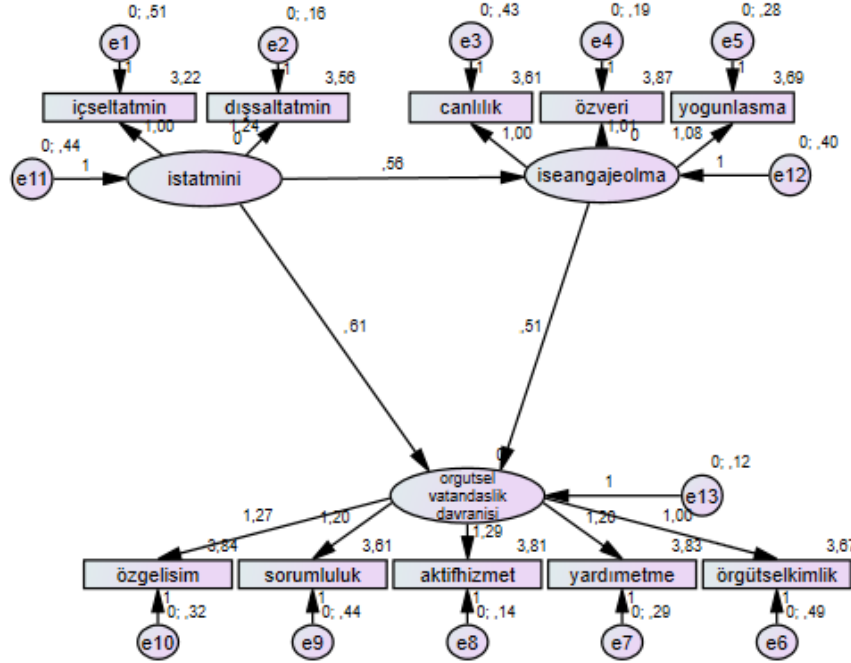 0; ,51
0; ,16
0; ,43
0; ,19
0; ,28
e1
e2
e3
e4
e5
1
1
1
1
1
3,22
3,56
3,61
3,87
3,69
içseltatmin
dışsaltatmin
canlılık
özveri
yogunlasma
1,00
1,24
0
1,00
1,01
0
1,08
0; ,44
0; ,40
e11
1
istatmini
,56
iseangajeolma
1
e12
,61
,51
0
0; ,12
orgutsel
vatandaslik
davranisi
1
e13
1,27
1,20
1,29
1,00
3,84
3,61
3,81
3,83
3,67
özgelisim
sorumluluk
aktifhizmet
yardımetme
örgütselkimlik
1
1
1
1
1
0; ,32
0; ,44
0; ,14
0; ,29
0; ,49
e10
e9
e8
e7
e6